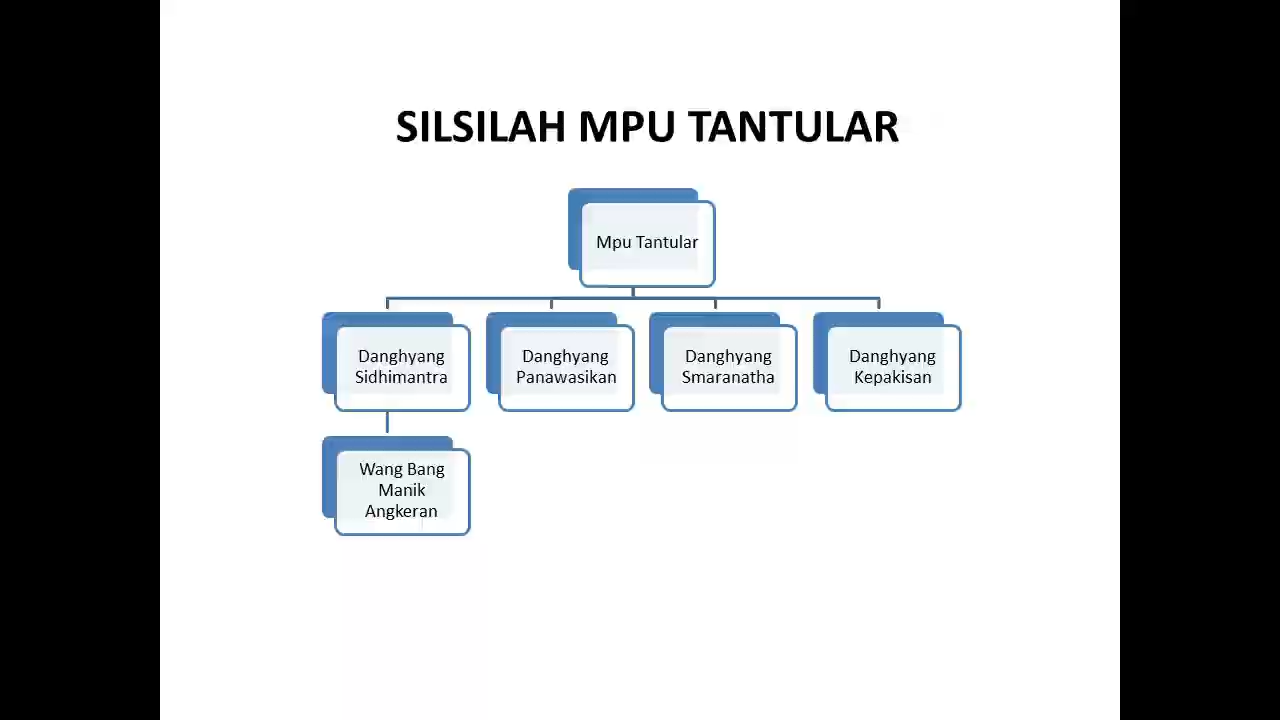 SILSILAH MPU TANTULAR
Mpu Tantular
Danghyang
Sidhimantra
Danghyang
Panawasikan
Danghyang
Smaranatha
Danghyang
Kepakisan
Wang Bang
Manik
Angkeran